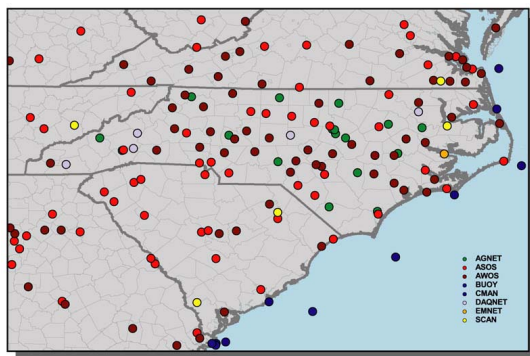 AGNET
ASOS
AWOS
BUOY
CMAN
DAQNET
EMNET
SCAN